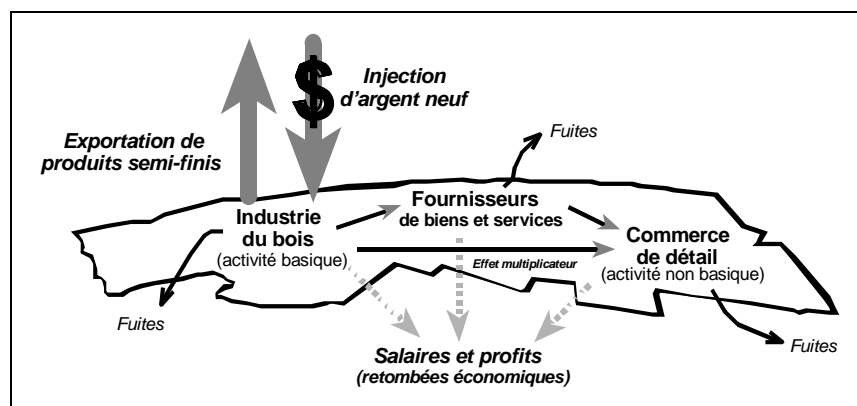 $
Injection
d'argent neuf
Exportation de
produits semi-finis
Fuites
Fournisseurs
de biens et services
Industrie
du bois
(activité basique)
Effet multiplicateur
Commerce
de détail
(activité non basique)
Fuites
Salaires et profits
(retombées économiques)
Fuites